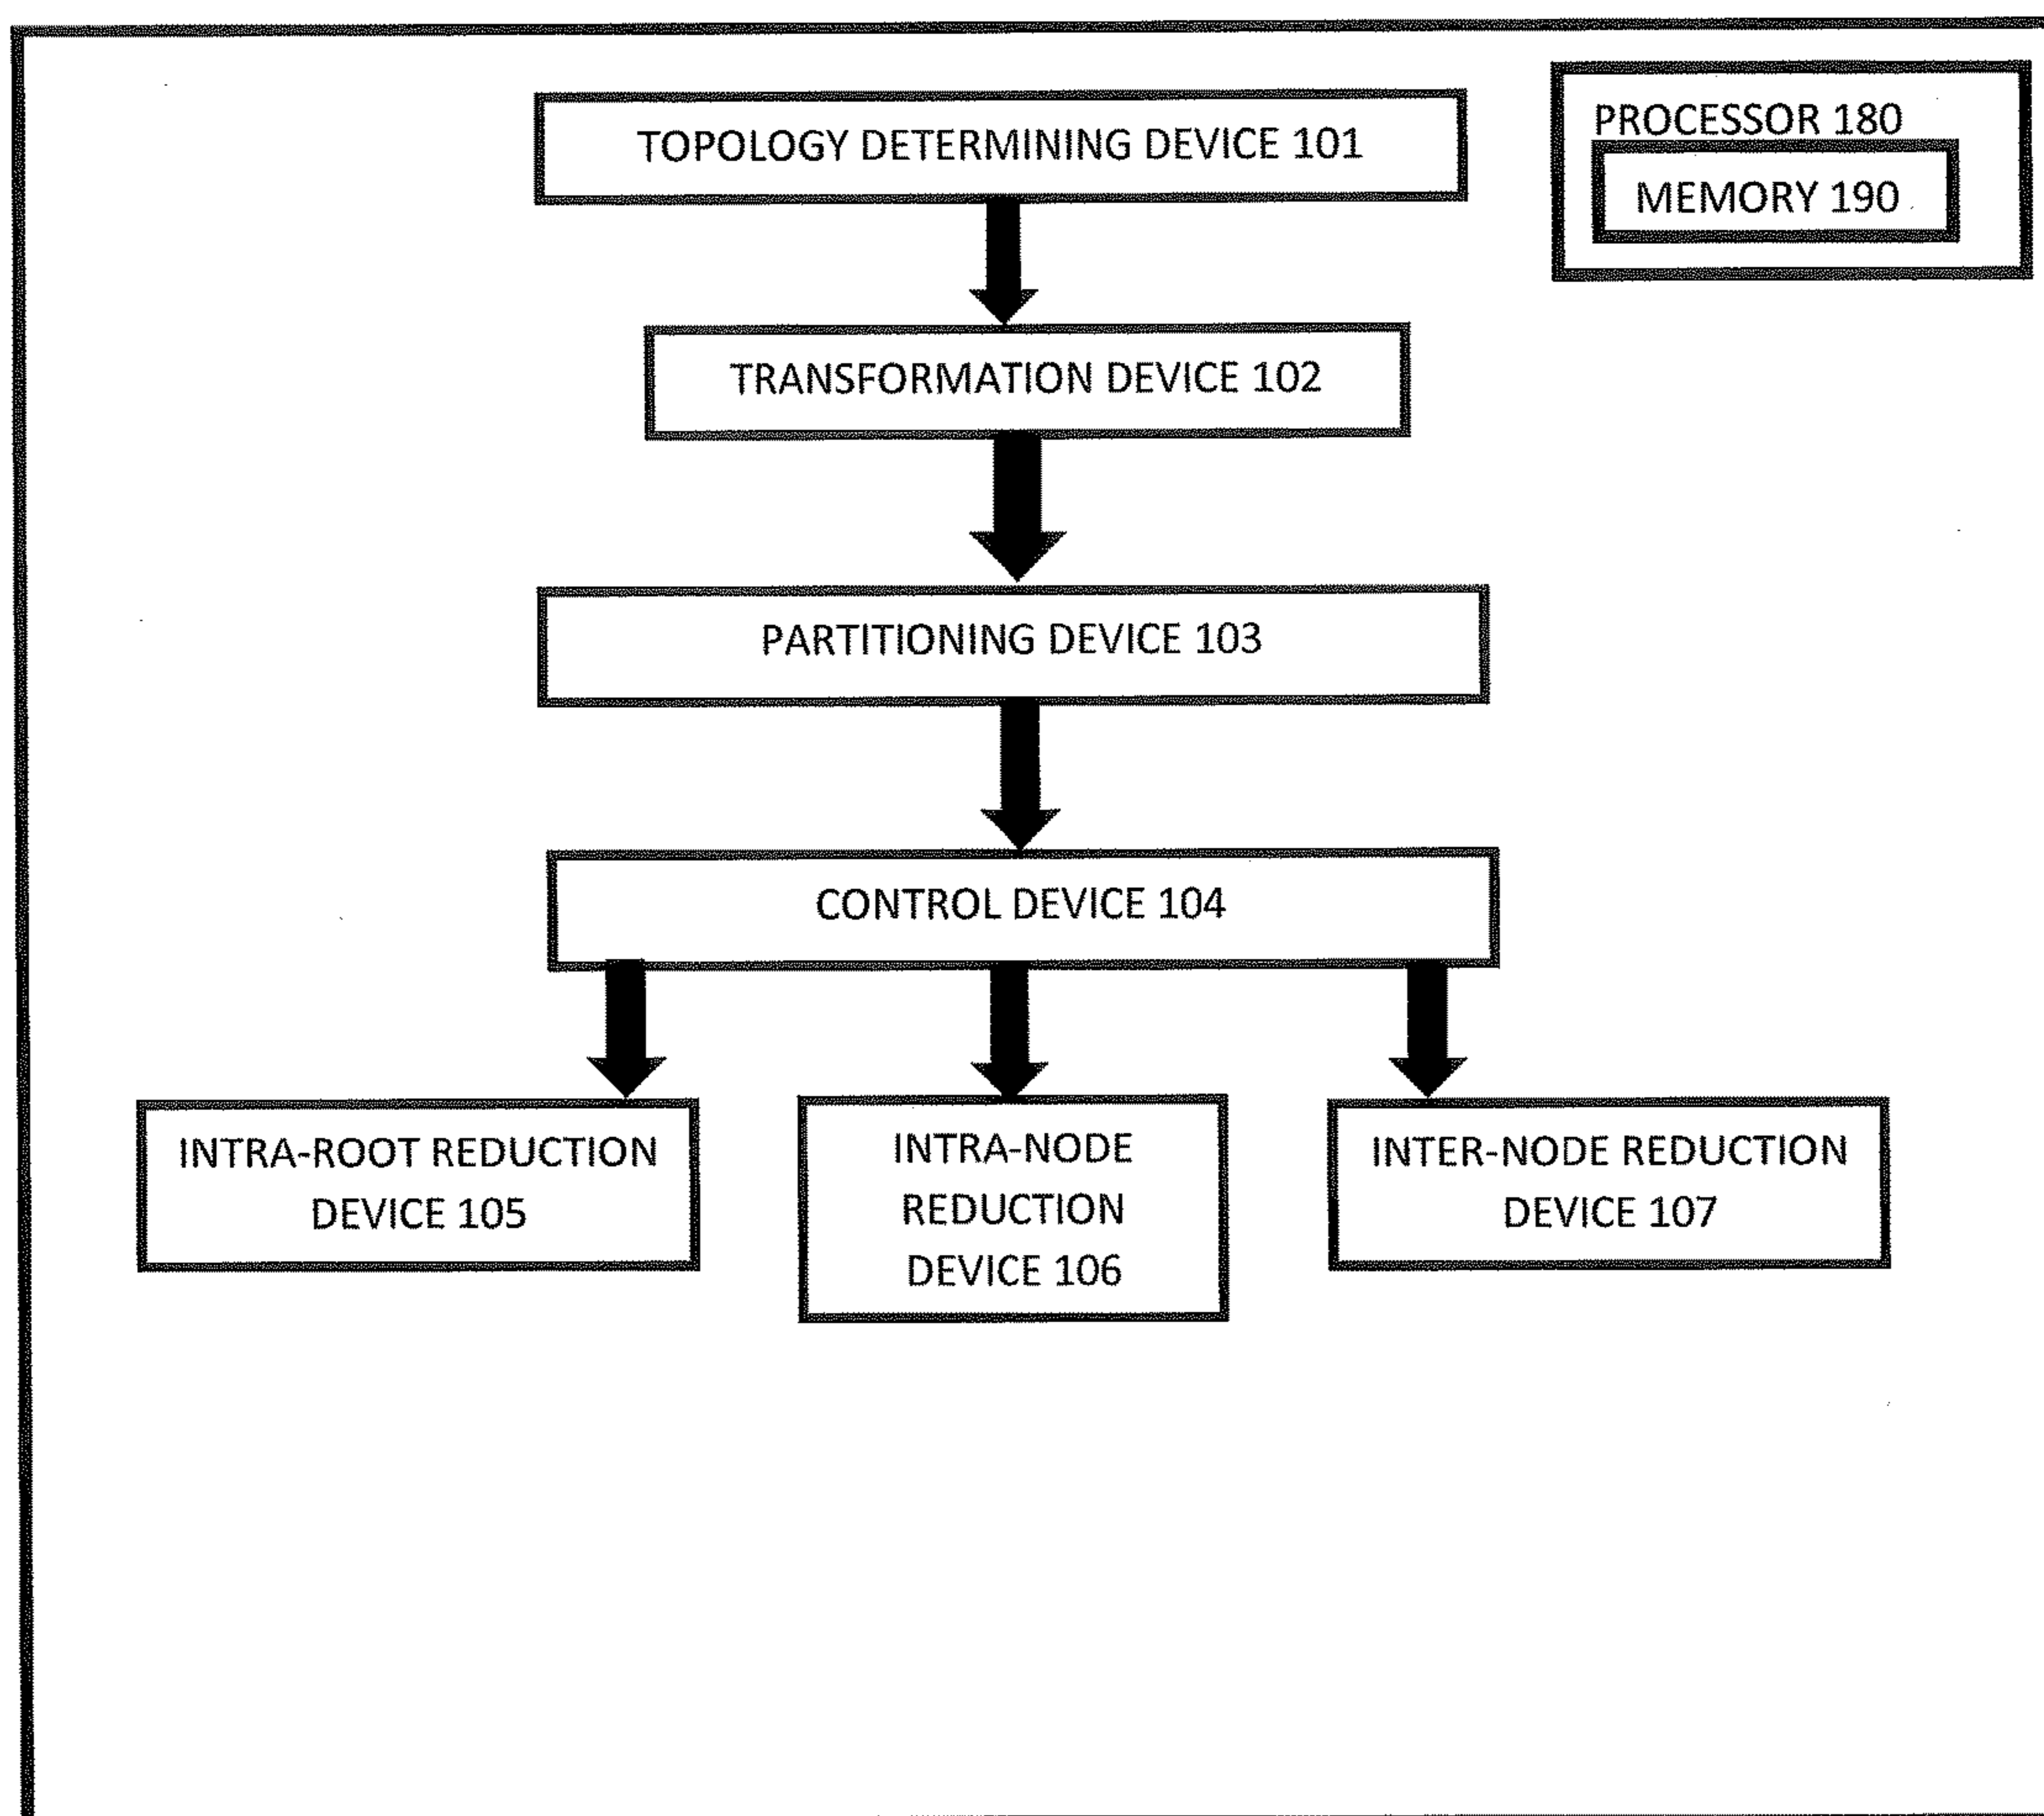 TOPOLOGY DETERMINING DEVICE 101
PROCESSOR 180
MEMORY 190
TRANSFORMATION DEVICE 102
PARTITIONING DEVICE 103
CONTROL DEVICE 104
INTRA-ROOT REDUCTION
DEVICE 105
INTRA-NODE
REDUCTION
DEVICE 106
INTER-NODE REDUCTION
DEVICE 107